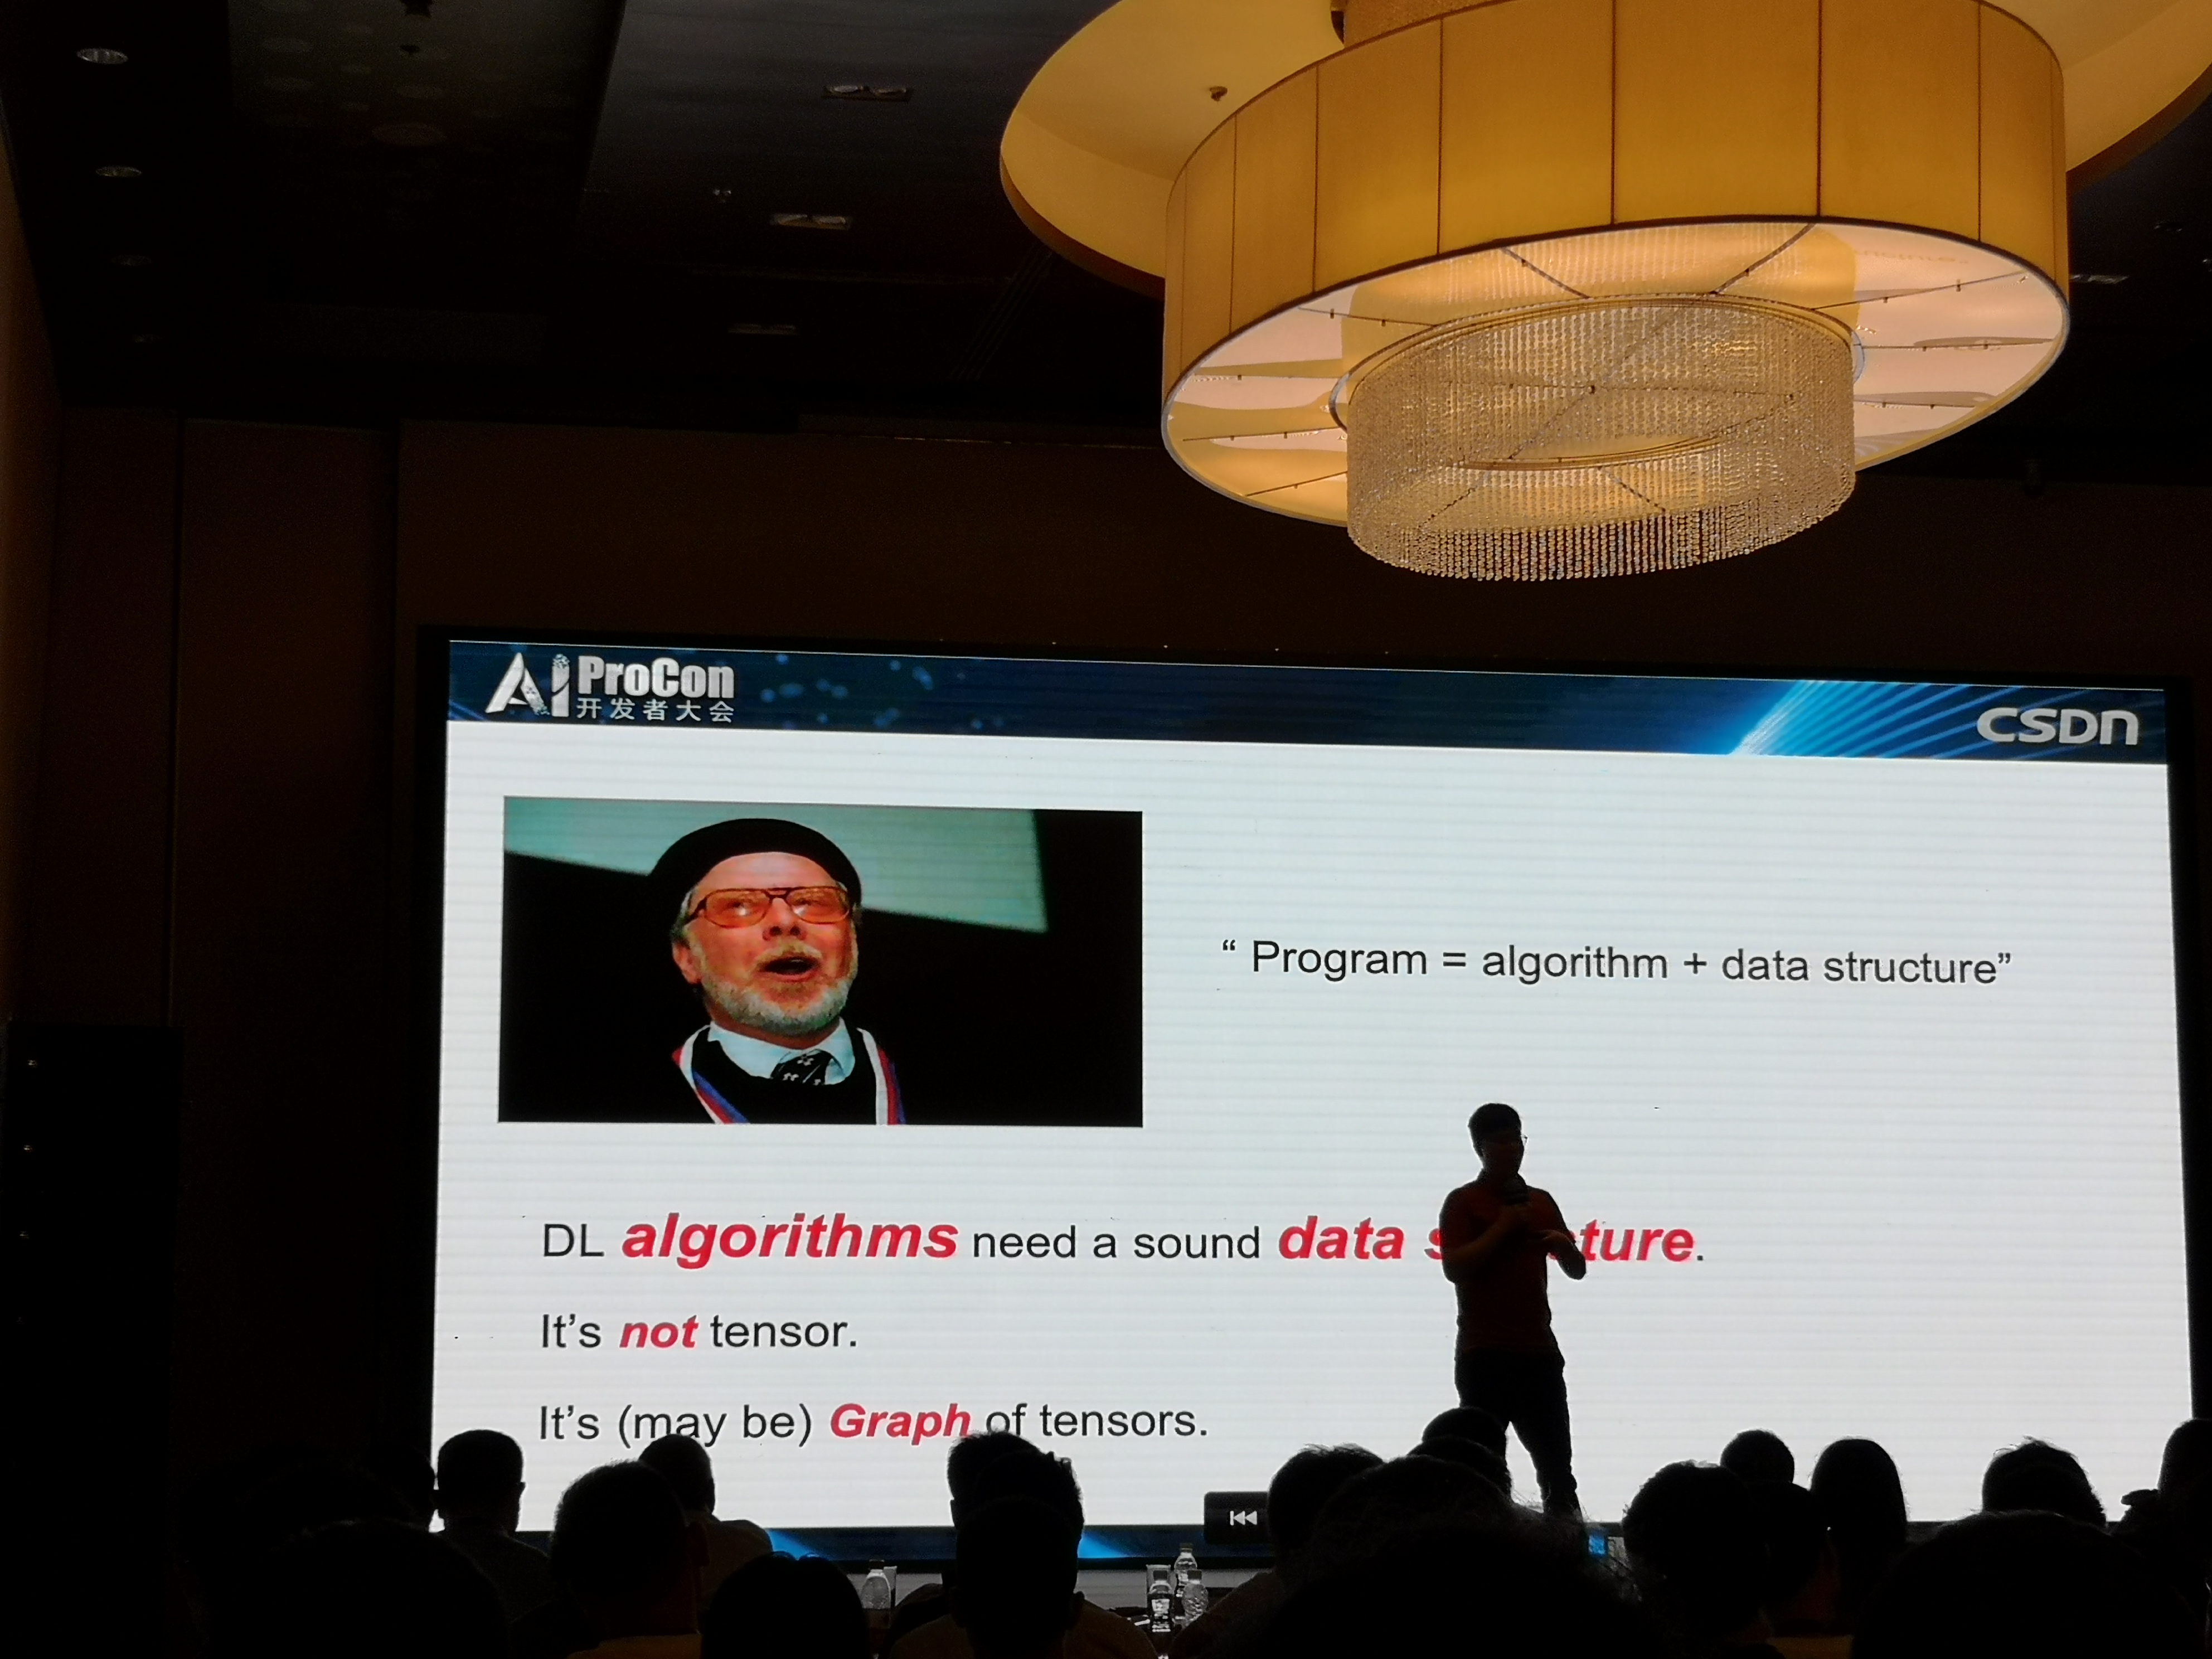 AI ProCon
开发者大会
CSDN
“ Program = algorithm + data structure”
DL algorithms need a sound data s ture.
It’s not tensor.
It’s (may be) Graph of tensors.